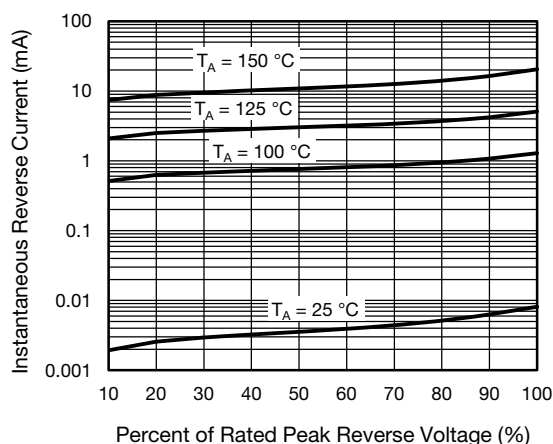 Instantaneous Reverse Current (mA)
100
10
1
0.1
0.01
0.001
T_A = 150 °C
T_A = 125 °C
T_A = 100 °C
T_A = 25 °C
10 20 30 40 50 60 70 80 90 100
Percent of Rated Peak Reverse Voltage (%)